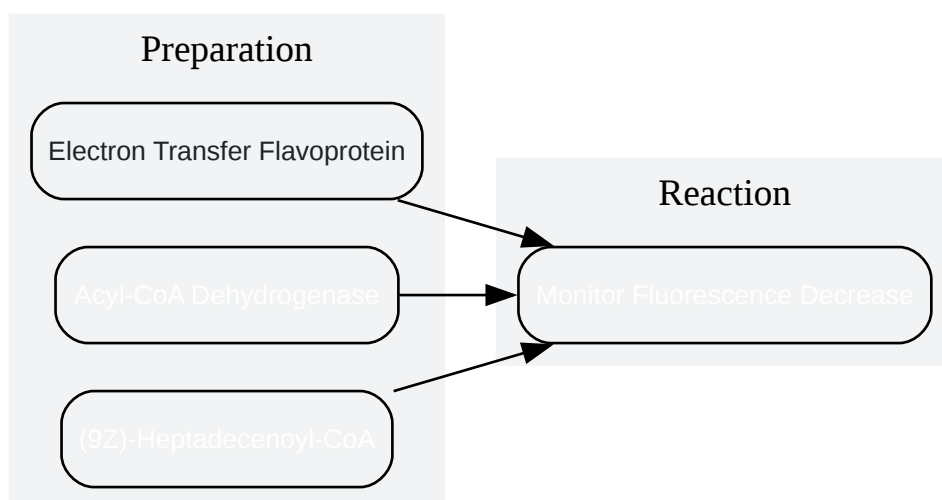 Preparation
Electron Transfer Flavoprotein
Acyl-CoA Dehydrogenase
(9Z)-Heptadecenoyl-CoA
Reaction
Monitor Fluorescence Decrease